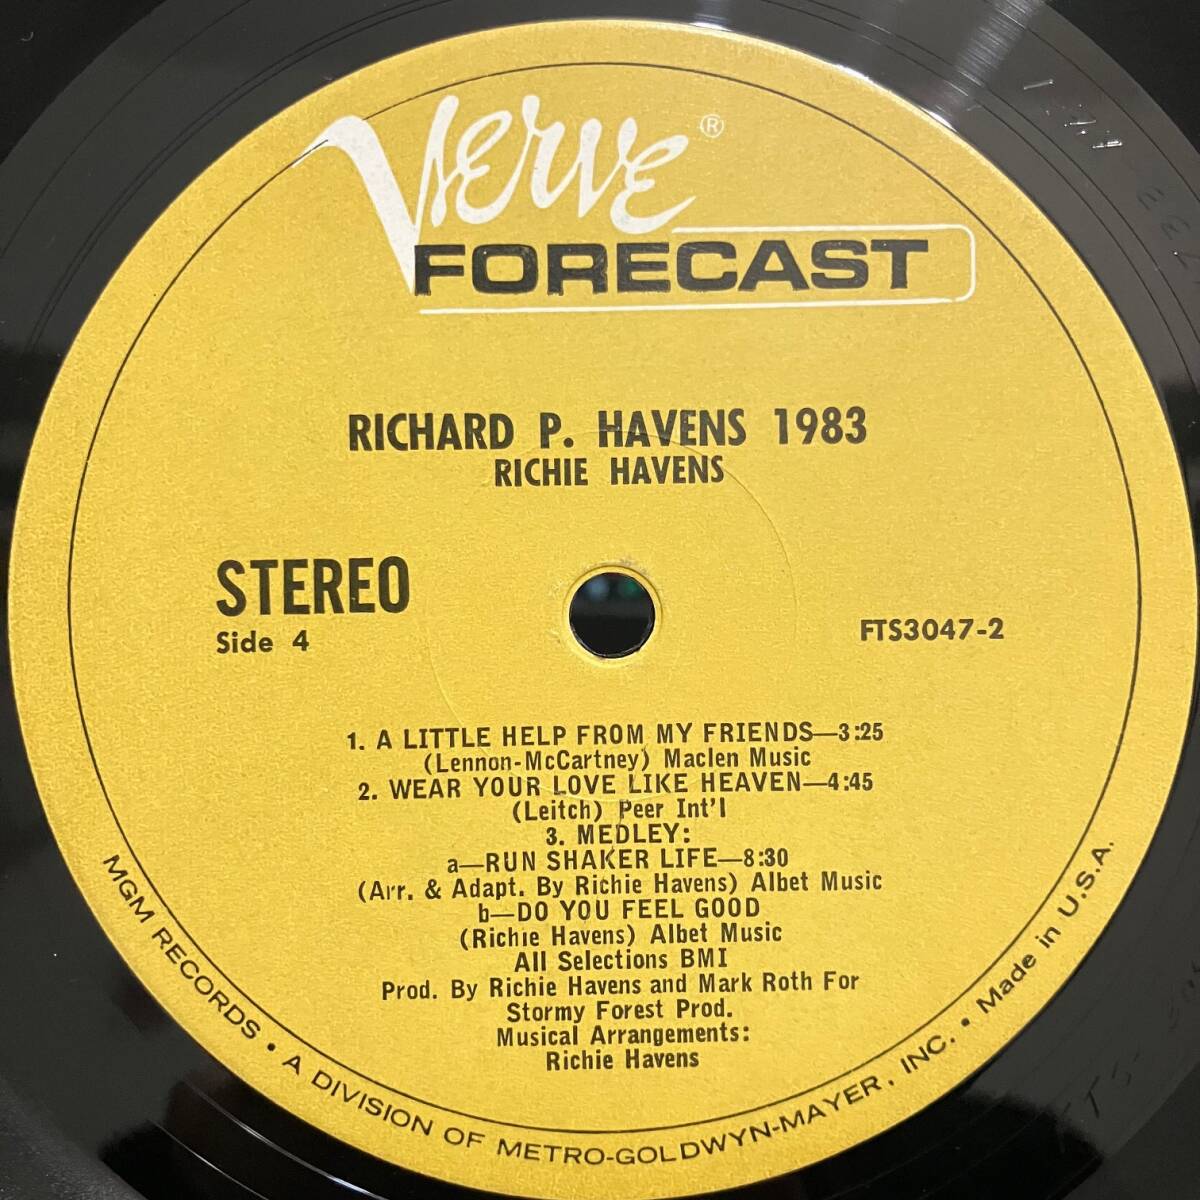 Verve ®
FORECAST
RICHARD P. HAVENS 1983
RICHIE HAVENS
STEREO
Side 4
FTS3047-2
1. A LITTLE HELP FROM MY FRIENDS—3:25
(Lennon-McCartney) Maclen Music
2. WEAR YOUR LOVE LIKE HEAVEN—4:45
(Leitch) Peer Int'l
3. MEDLEY:
a—RUN SHAKER LIFE—8:30
(Arr. & Adapt. By Richie Havens) Albet Music
b—DO YOU FEEL GOOD
(Richie Havens) Albet Music
All Selections BMI
Prod. By Richie Havens and Mark Roth For
Stormy Forest Prod.
Musical Arrangements:
Richie Havens
MGM RECORDS • A DIVISION OF METRO-GOLDWYN-MAYER, INC. • Made in U.S.A.